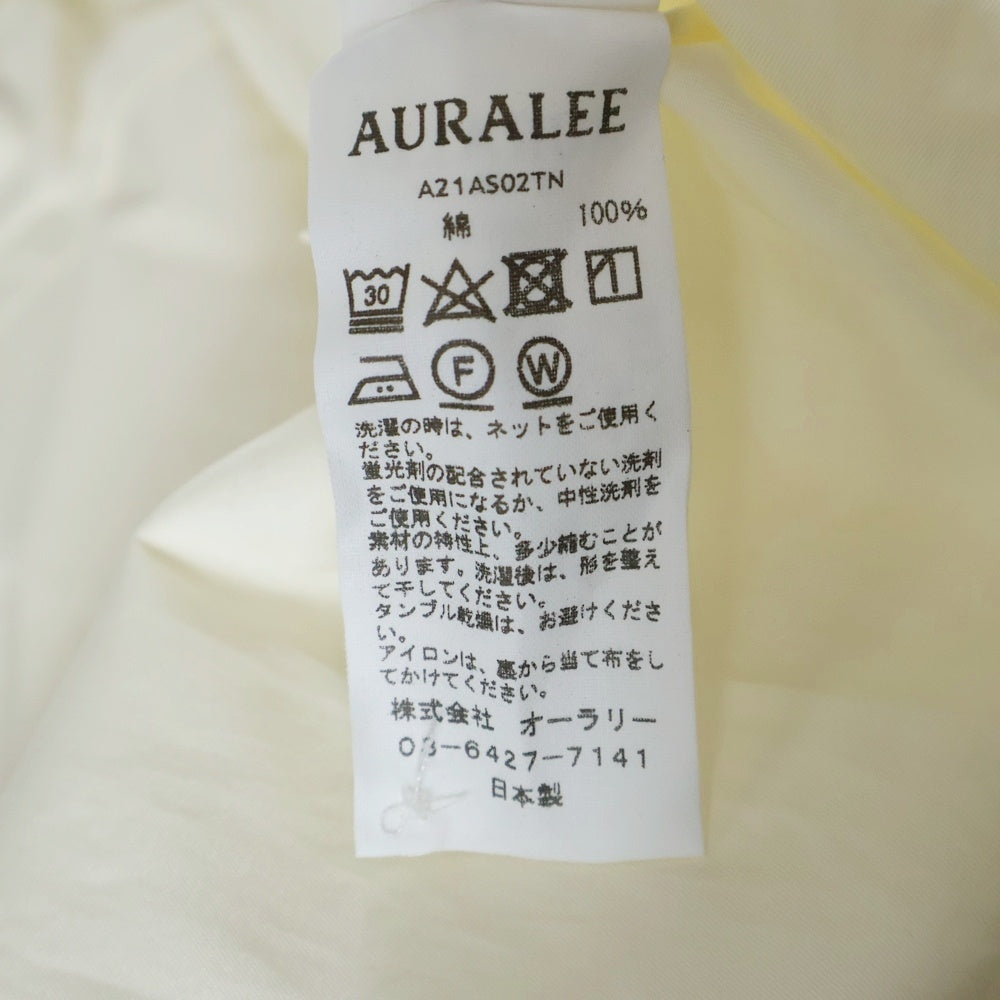 AURALEE
A21AS02TN
綿 100%
30
F W
洗濯の時は、ネットをご使用く
ださい。
蛍光剤の配合されていない洗剤
をご使用になるか、中性洗剤を
ご使用ください。
素材の特性上、多少縮むことが
あります。洗濯後は、形を整え
て干してください。
タンブル乾燥は、お避けくださ
い。
アイロンは、裏から当て布をし
てかけてください。
株式会社 オーラリー
03-6427-7141
日本製